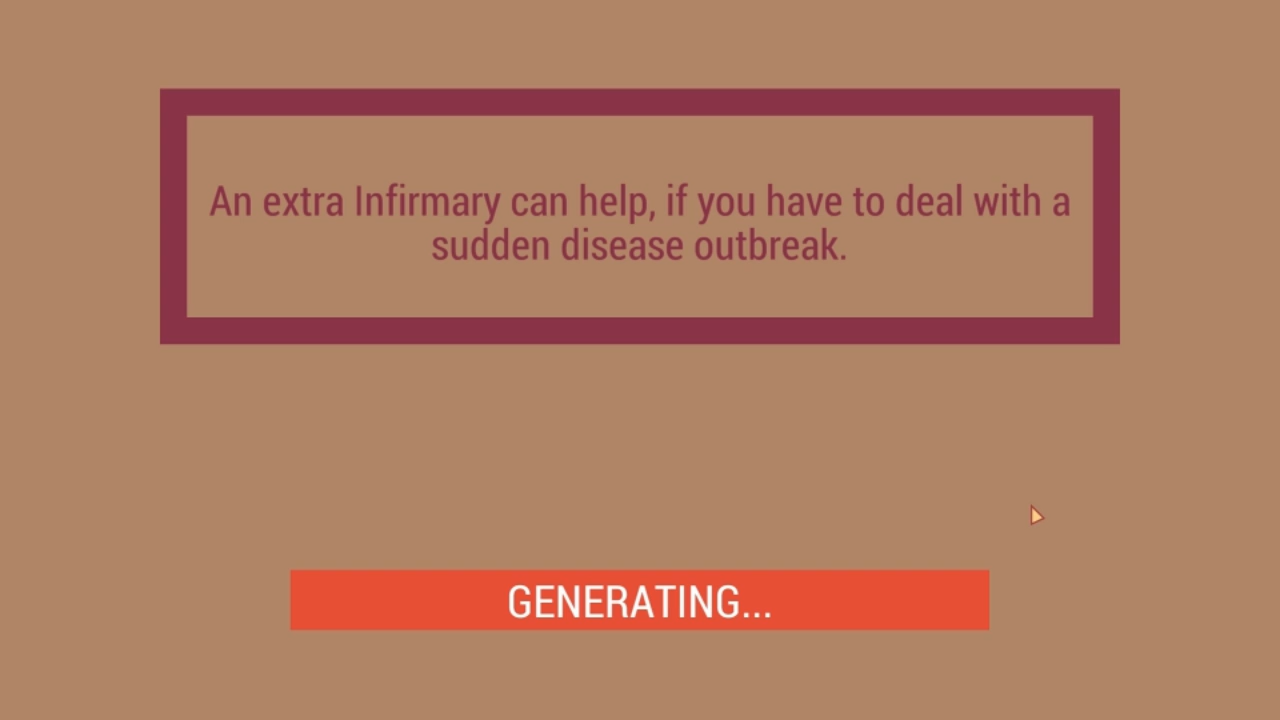 An extra Infirmary can help, if you have to deal with a
sudden disease outbreak.
GENERATING...